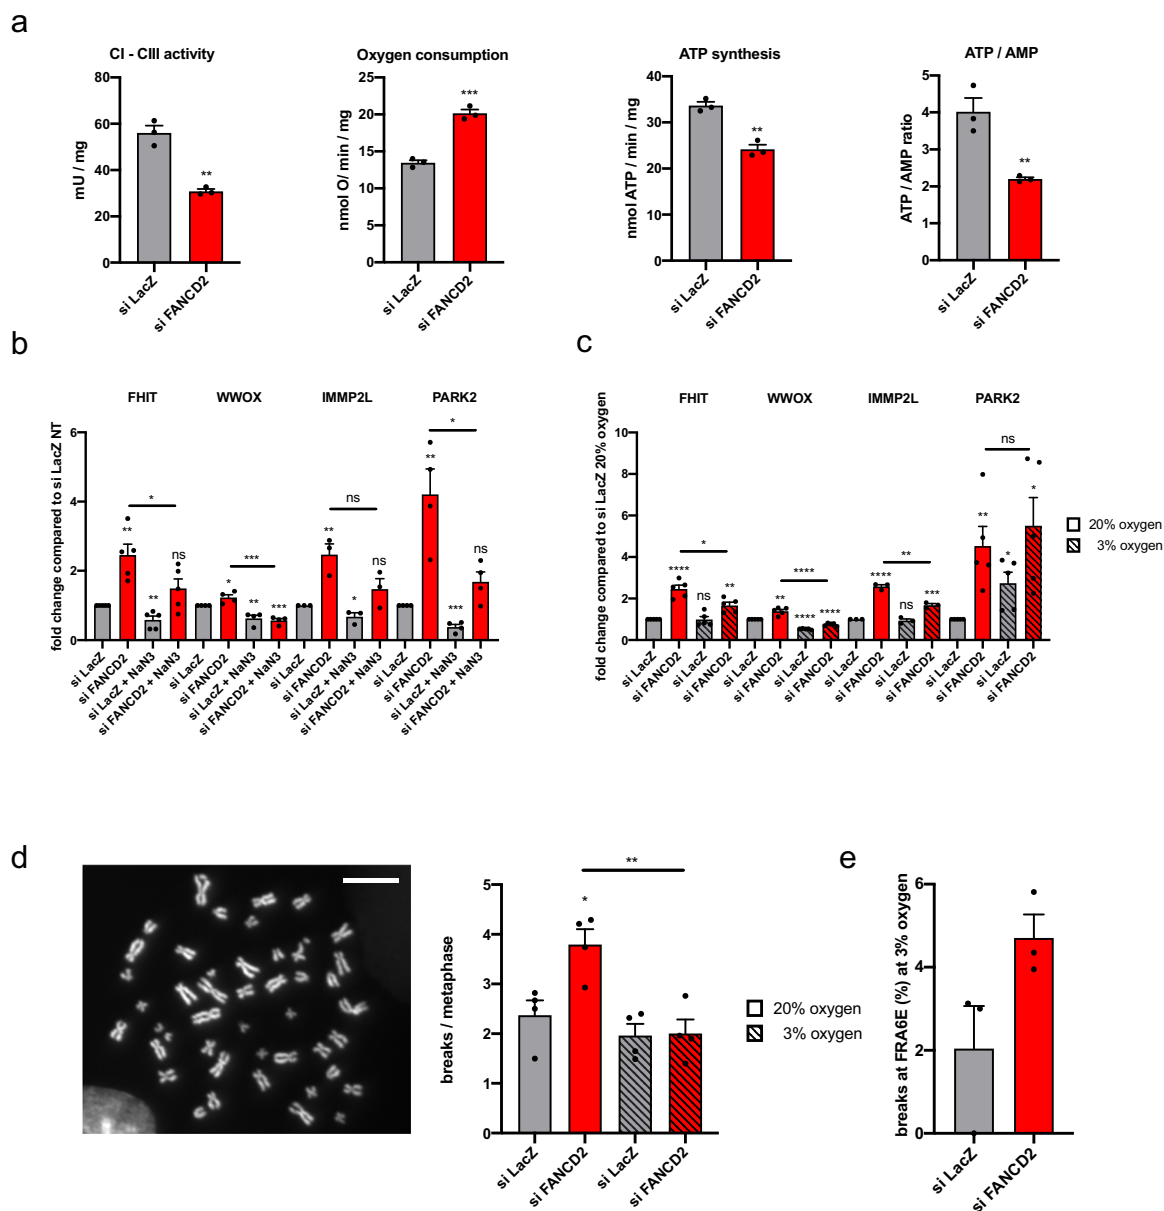 a
CI - CIII activity
mU / mg
80
60
40
20
0
si LacZ
si FANCD2
**
Oxygen consumption
nmol O/ min / mg
25
20
15
10
5
0
si LacZ
si FANCD2
***
ATP synthesis
nmol ATP / min / mg
40
30
20
10
0
si LacZ
si FANCD2
**
ATP / AMP
ATP / AMP ratio
5
4
3
2
1
0
si LacZ
si FANCD2
**
b
FHIT WWOX IMMP2L PARK2
fold change compared to si LacZ NT
6
4
2
0
** * ** ns
* *** ** ***
** ns *
** * *** ns
si LacZ
si FANCD2
si LacZ + NaN3
si FANCD2 + NaN3
si LacZ
si FANCD2
si LacZ + NaN3
si FANCD2 + NaN3
si LacZ
si FANCD2
si LacZ + NaN3
si FANCD2 + NaN3
si LacZ
si FANCD2
si LacZ + NaN3
si FANCD2 + NaN3
c
FHIT WWOX IMMP2L PARK2
fold change compared to si LacZ 20% oxygen
10
8
6
4
2
0
**** * ns **
** **** **** ****
**** ** ns ***
** ns * *
si LacZ
si FANCD2
si LacZ
si FANCD2
si LacZ
si FANCD2
si LacZ
si FANCD2
si LacZ
si FANCD2
si LacZ
si FANCD2
si LacZ
si FANCD2
si LacZ
si FANCD2
20% oxygen
3% oxygen
d
breaks / metaphase
5
4
3
2
1
0
*
**
si LacZ
si FANCD2
si LacZ
si FANCD2
20% oxygen
3% oxygen
e
breaks at FRA6E (%) at 3% oxygen
6
4
2
0
si LacZ
si FANCD2